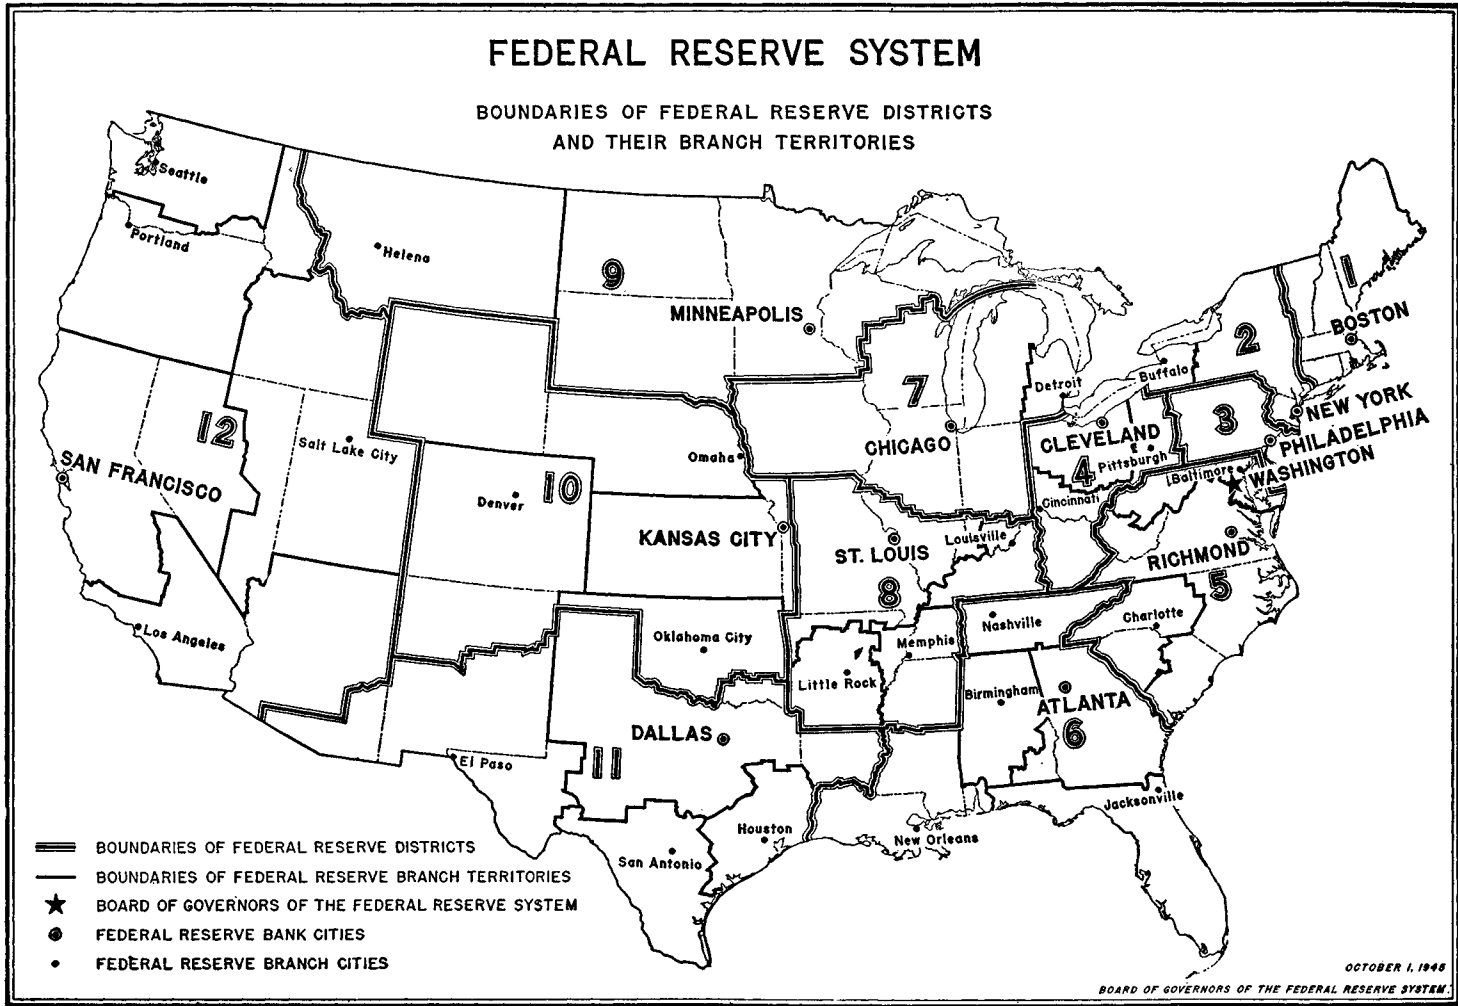 FEDERAL RESERVE SYSTEM
BOUNDARIES OF FEDERAL RESERVE DISTRICTS
AND THEIR BRANCH TERRITORIES
Seattle
Portland
Helena
9
MINNEAPOLIS
1
BOSTON
2
Buffalo
Detroit
7
CHICAGO
3
NEW YORK
PHILADELPHIA
WASHINGTON
CLEVELAND
4
Pittsburgh
Baltimore
Cincinnati
12
Salt Lake City
SAN FRANCISCO
Omaha
Denver
10
KANSAS CITY
ST. LOUIS
8
Louisville
RICHMOND
5
Charlotte
Nashville
Memphis
Oklahoma City
Los Angeles
Little Rock
Birmingham
ATLANTA
6
DALLAS
11
El Paso
Jacksonville
Houston
New Orleans
San Antonio
BOUNDARIES OF FEDERAL RESERVE DISTRICTS
BOUNDARIES OF FEDERAL RESERVE BRANCH TERRITORIES
BOARD OF GOVERNORS OF THE FEDERAL RESERVE SYSTEM
FEDERAL RESERVE BANK CITIES
FEDERAL RESERVE BRANCH CITIES
OCTOBER 1,
BOARD OF GOVERNORS OF THE FEDERAL RESERVE SYSTEM.